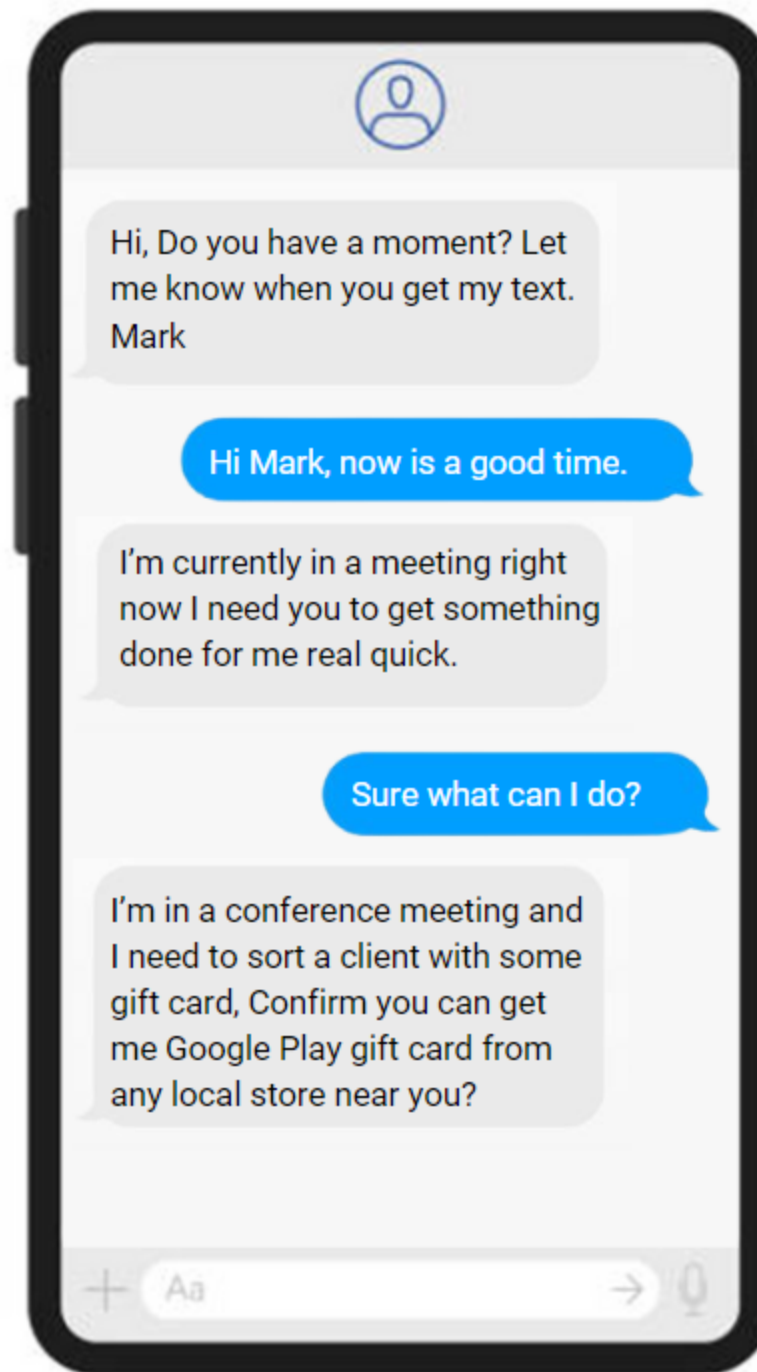 Hi, Do you have a moment? Let
me know when you get my text.
Mark
Hi Mark, now is a good time.
I’m currently in a meeting right
now I need you to get something
done for me real quick.
Sure what can I do?
I’m in a conference meeting and
I need to sort a client with some
gift card, Confirm you can get
me Google Play gift card from
any local store near you?
Aa